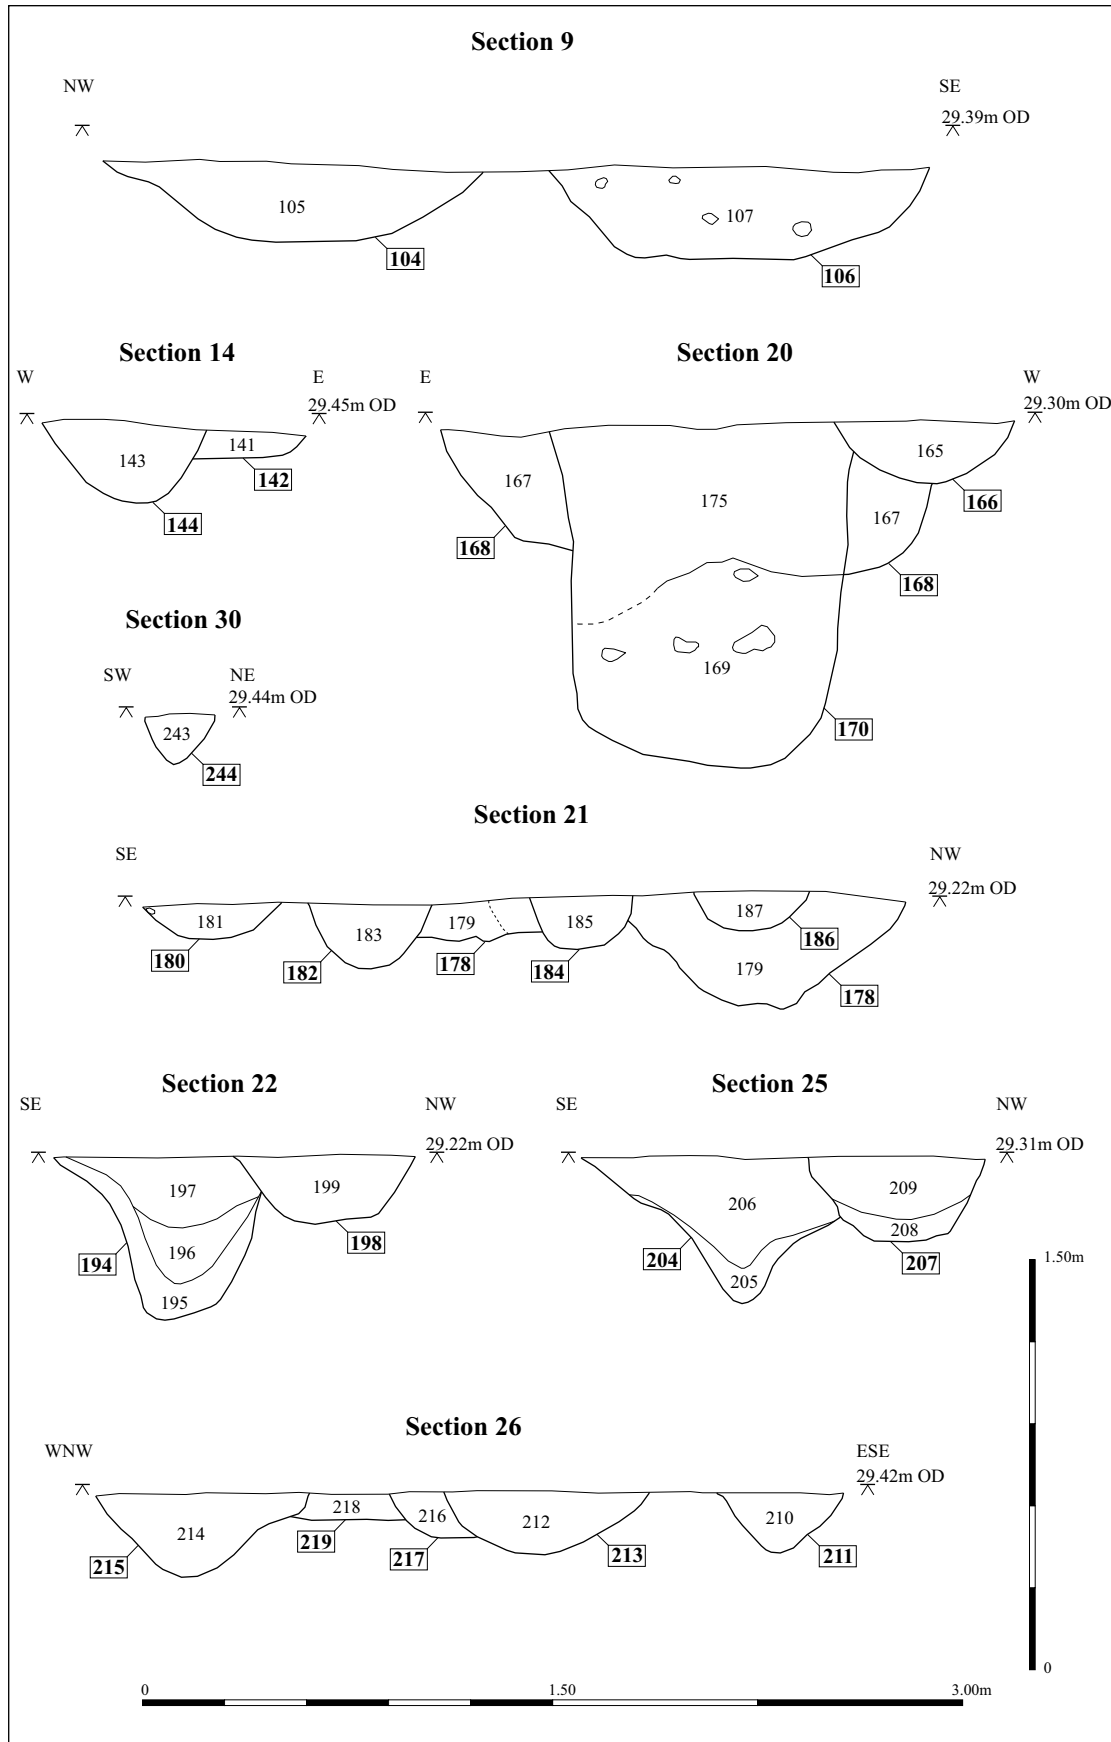 Section 9
NW
SE
29.39m OD
105
107
104
106
Section 14
Section 20
W
E
29.45m OD
E
W
29.30m OD
143
141
142
144
167
175
165
166
167
168
168
169
170
Section 30
SW
NE
29.44m OD
243
244
Section 21
SE
NW
29.22m OD
181
183
179
185
187
186
180
182
178
184
179
178
Section 22
Section 25
SE
NW
29.22m OD
SE
NW
29.31m OD
197
199
196
198
194
195
206
209
208
204
207
205
1.50m
0
Section 26
WNW
ESE
29.42m OD
214
218
216
212
210
215
219
217
213
211
0
1.50
3.00m